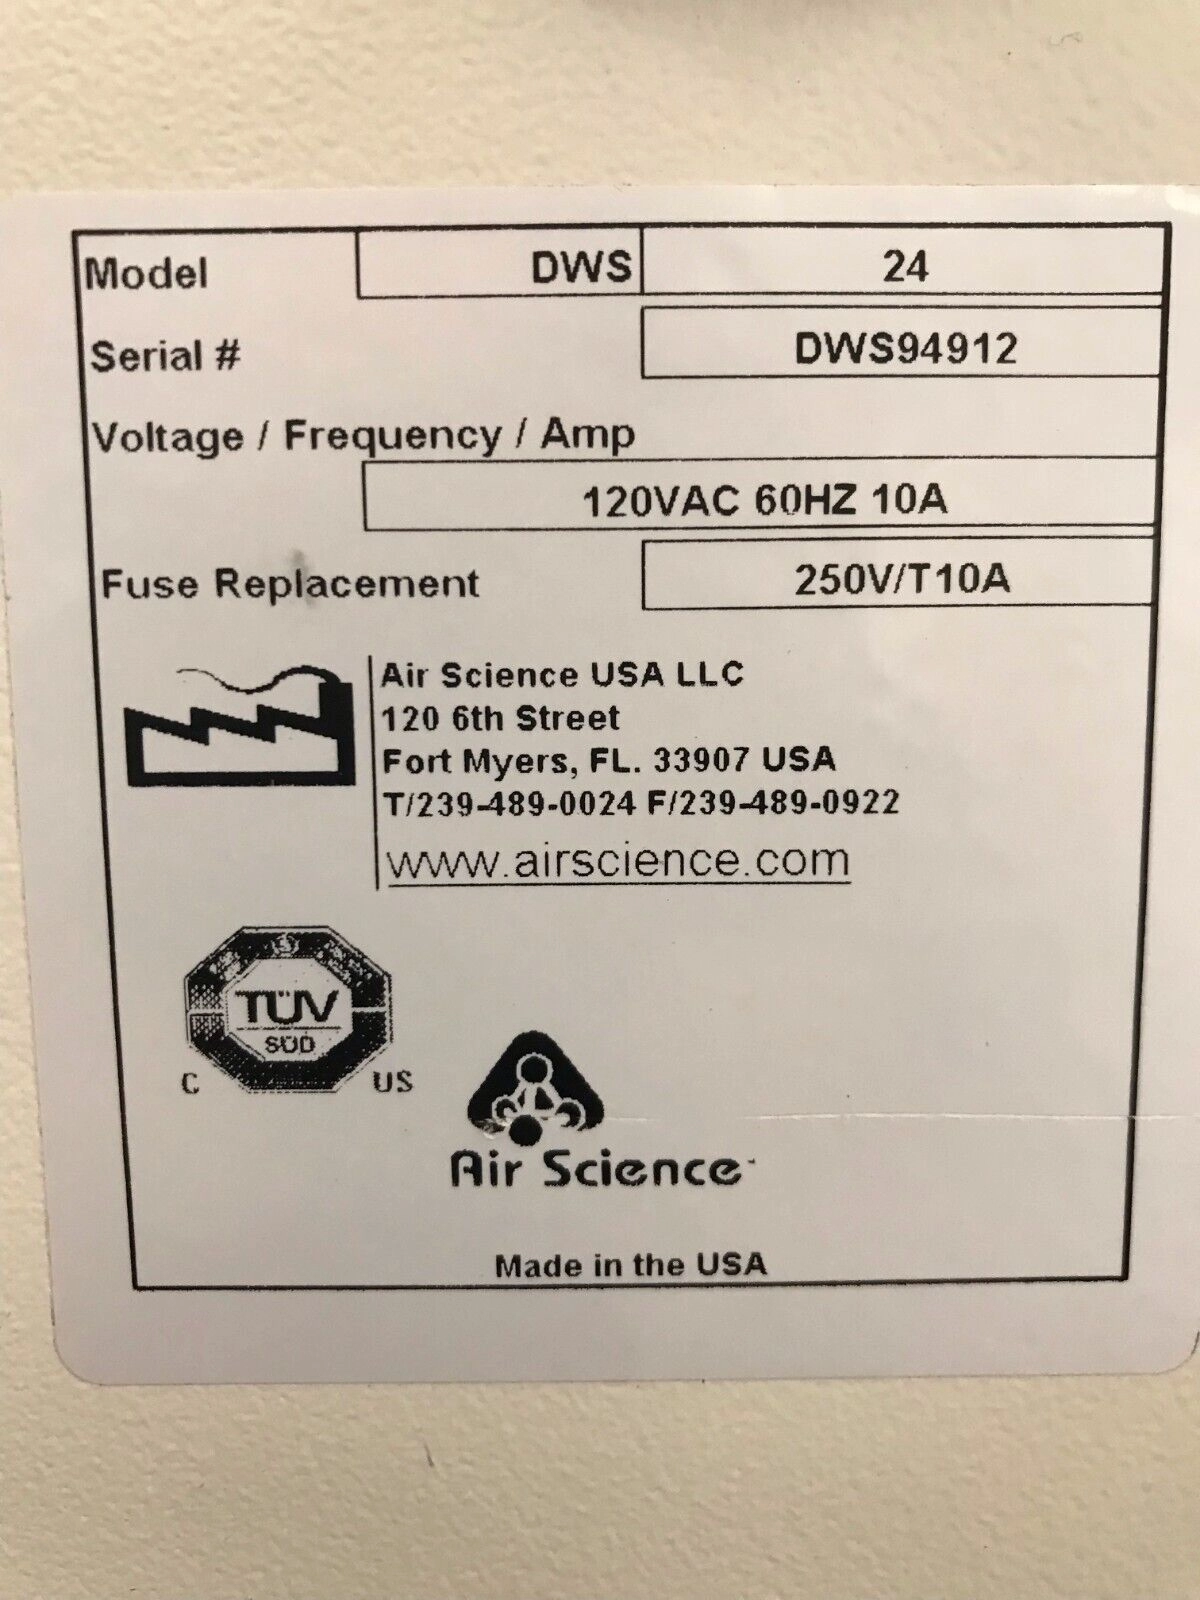 Model DWS 24
Serial # DWS94912
Voltage / Frequency / Amp
120VAC 60HZ 10A
Fuse Replacement 250V/T10A
Air Science USA LLC
120 6th Street
Fort Myers, FL. 33907 USA
T/239-489-0024 F/239-489-0922
www.airscience.com
TÜV
SÜD
C US
Air Science
Made in the USA